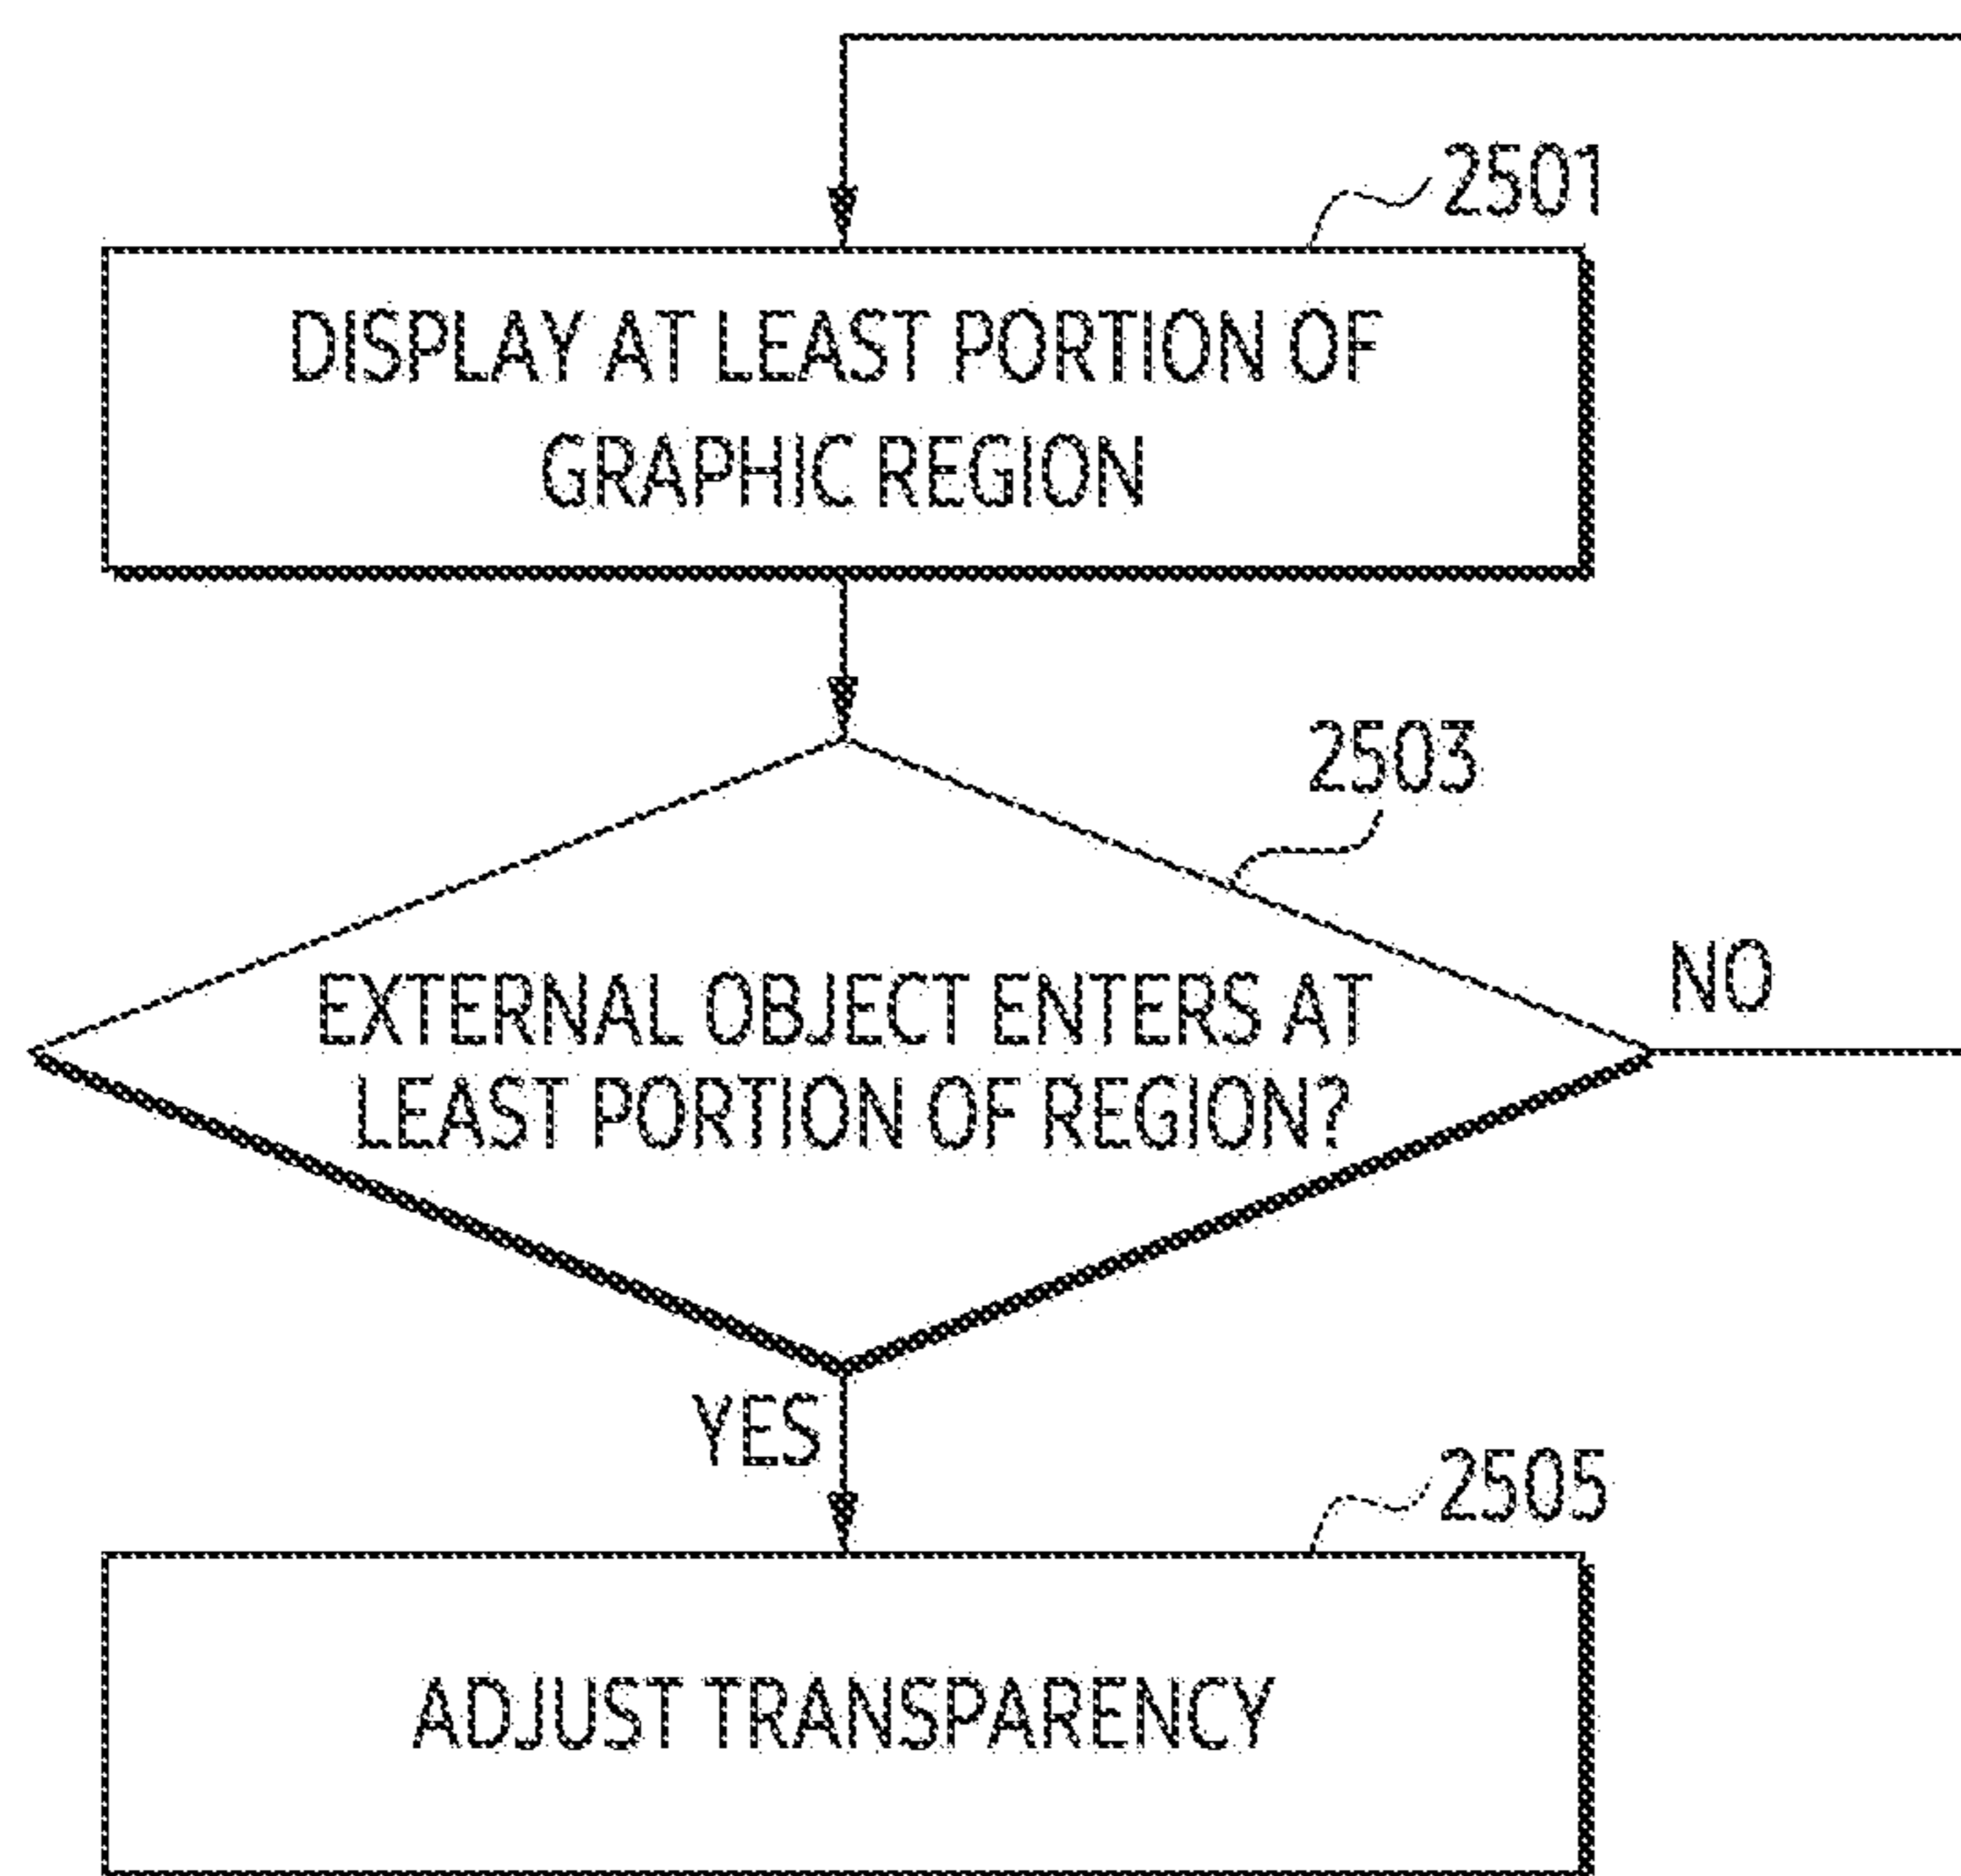 2501
DISPLAY AT LEAST PORTION OF
GRAPHIC REGION
2503
EXTERNAL OBJECT ENTERS AT
LEAST PORTION OF REGION?
NO
YES
2505
ADJUST TRANSPARENCY